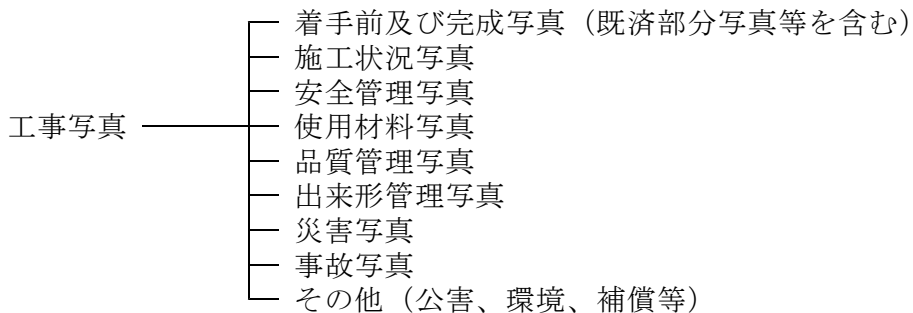 工事写真
着手前及び完成写真（既済部分写真等を含む）
施工状況写真
安全管理写真
使用材料写真
品質管理写真
出来形管理写真
災害写真
事故写真
その他（公害、環境、補償等）